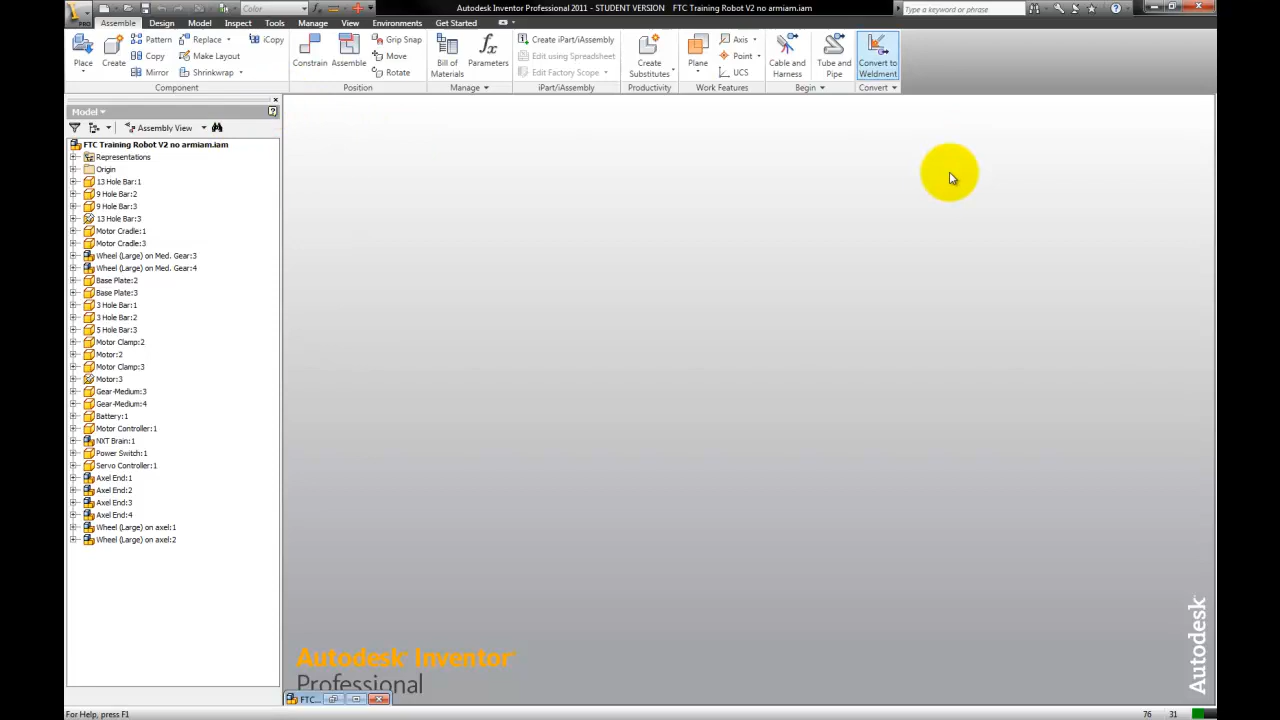 Autodesk Inventor Professional 2011 - STUDENT VERSION FTC Training Robot V2 no armiam.iam
Type a keyword or phrase
PRO
Color
Assemble Design Model Inspect Tools Manage View Environments Get Started
Place
Create
Pattern
Copy
Mirror
Replace
Make Layout
Shrinkwrap
iCopy
Component
Constrain
Assemble
Grip Snap
Move
Rotate
Position
Bill of Materials
Parameters
Manage
Create iPart/iAssembly
Edit using Spreadsheet
Edit Factory Scope
iPart/iAssembly
Create Substitutes
Productivity
Plane
Axis
Point
UCS
Work Features
Cable and Harness
Tube and Pipe
Begin
Convert to Weldment
Convert
Model
Assembly View
FTC Training Robot V2 no armiam.iam
Representations
Origin
13 Hole Bar:1
9 Hole Bar:2
9 Hole Bar:3
13 Hole Bar:3
Motor Cradle:1
Motor Cradle:3
Wheel (Large) on Med. Gear:3
Wheel (Large) on Med. Gear:4
Base Plate:2
Base Plate:3
3 Hole Bar:1
3 Hole Bar:2
5 Hole Bar:3
Motor Clamp:2
Motor:2
Motor Clamp:3
Motor:3
Gear-Medium:3
Gear-Medium:4
Battery:1
Motor Controller:1
NXT Brain:1
Power Switch:1
Servo Controller:1
Axel End:1
Axel End:2
Axel End:3
Axel End:4
Wheel (Large) on axel:1
Wheel (Large) on axel:2
Autodesk Inventor
Professional
Autodesk
FTC...
For Help, press F1
76 31